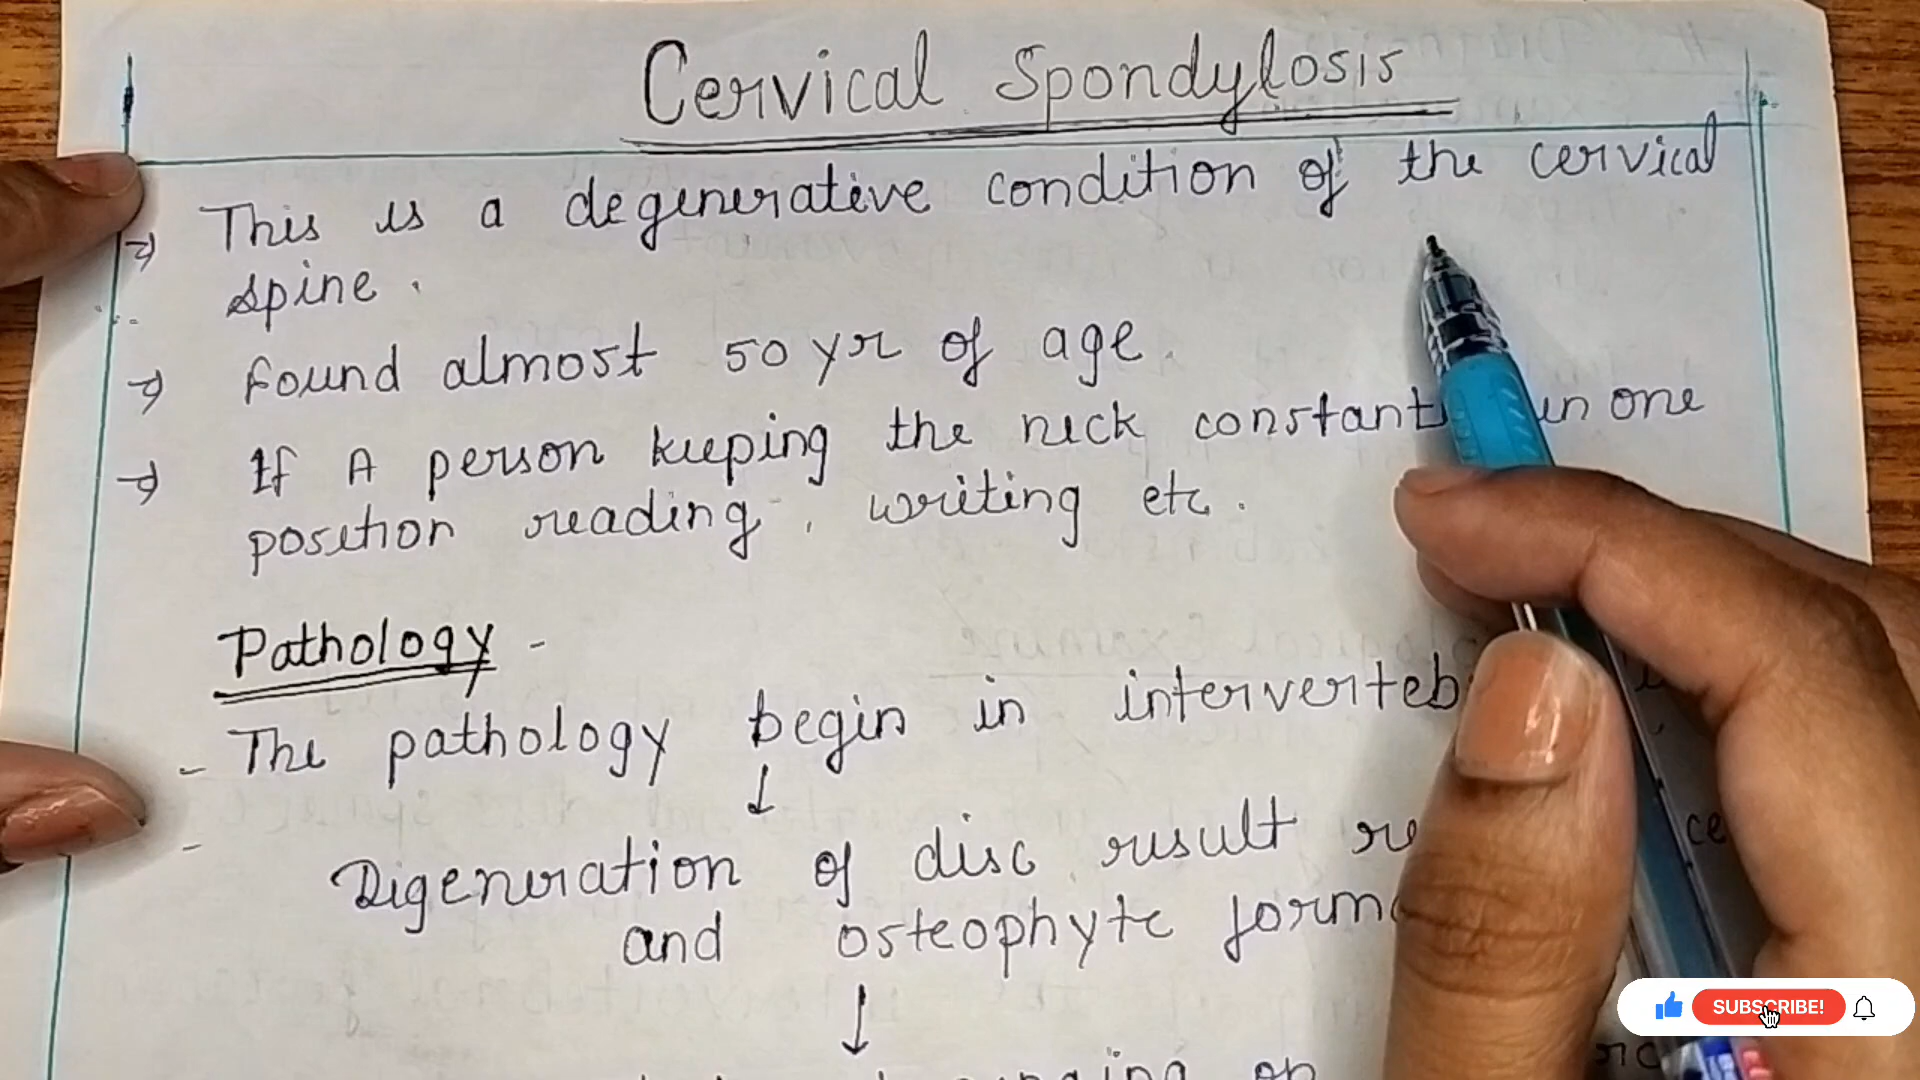 Cervical Spondylosis
→ This is a degenerative condition of the cervical
spine.
→ Found almost 50 yr of age.
→ If A person keeping the neck constant in one
position reading, writing etc.
Pathology -
- The pathology begin in
↓
- Digeneration of disc result
and osteophyte
↓
on
SUBSCRIBE!